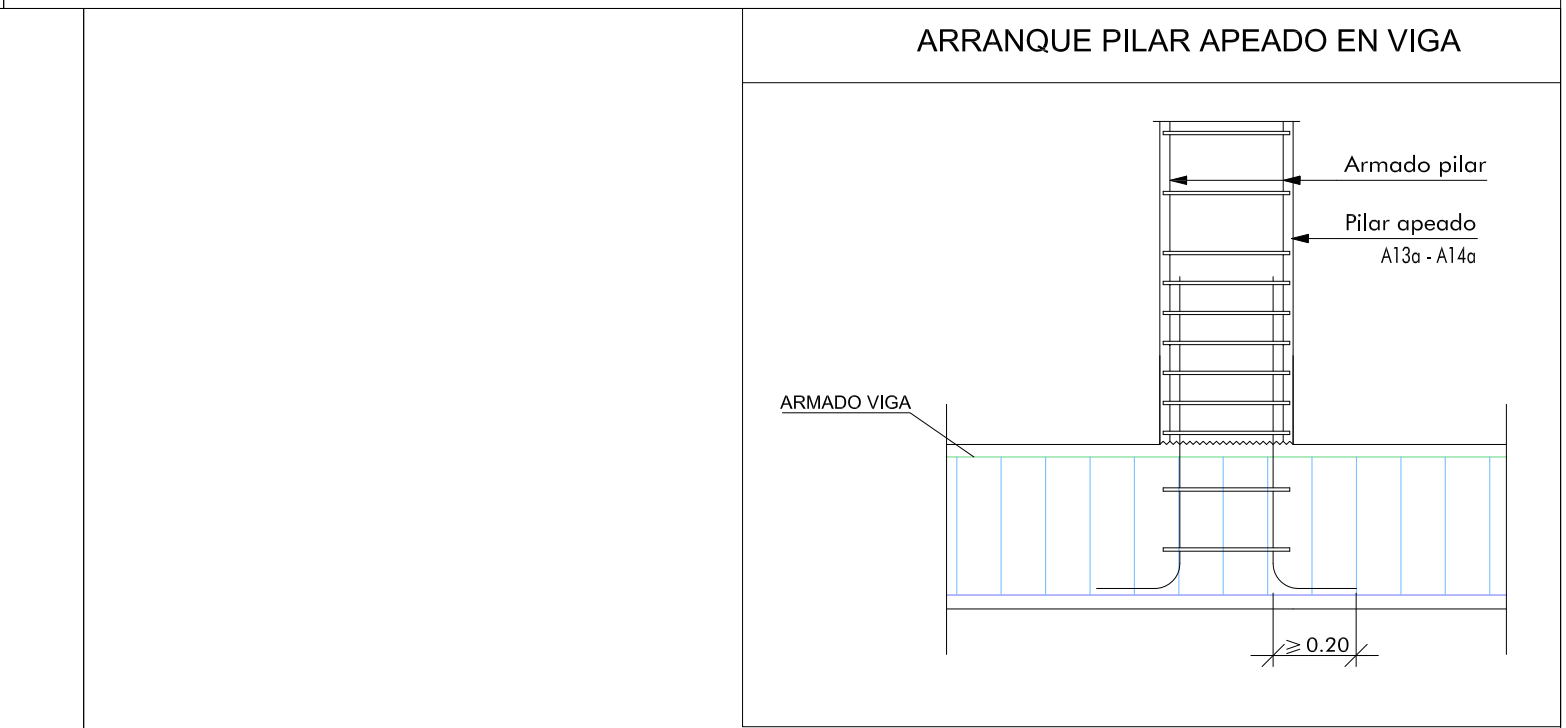 ARRANQUE PILAR APEADO EN VIGA
Armado pilar
Pilar apeado
A13a - A14a
ARMADO VIGA
≥ 0.20